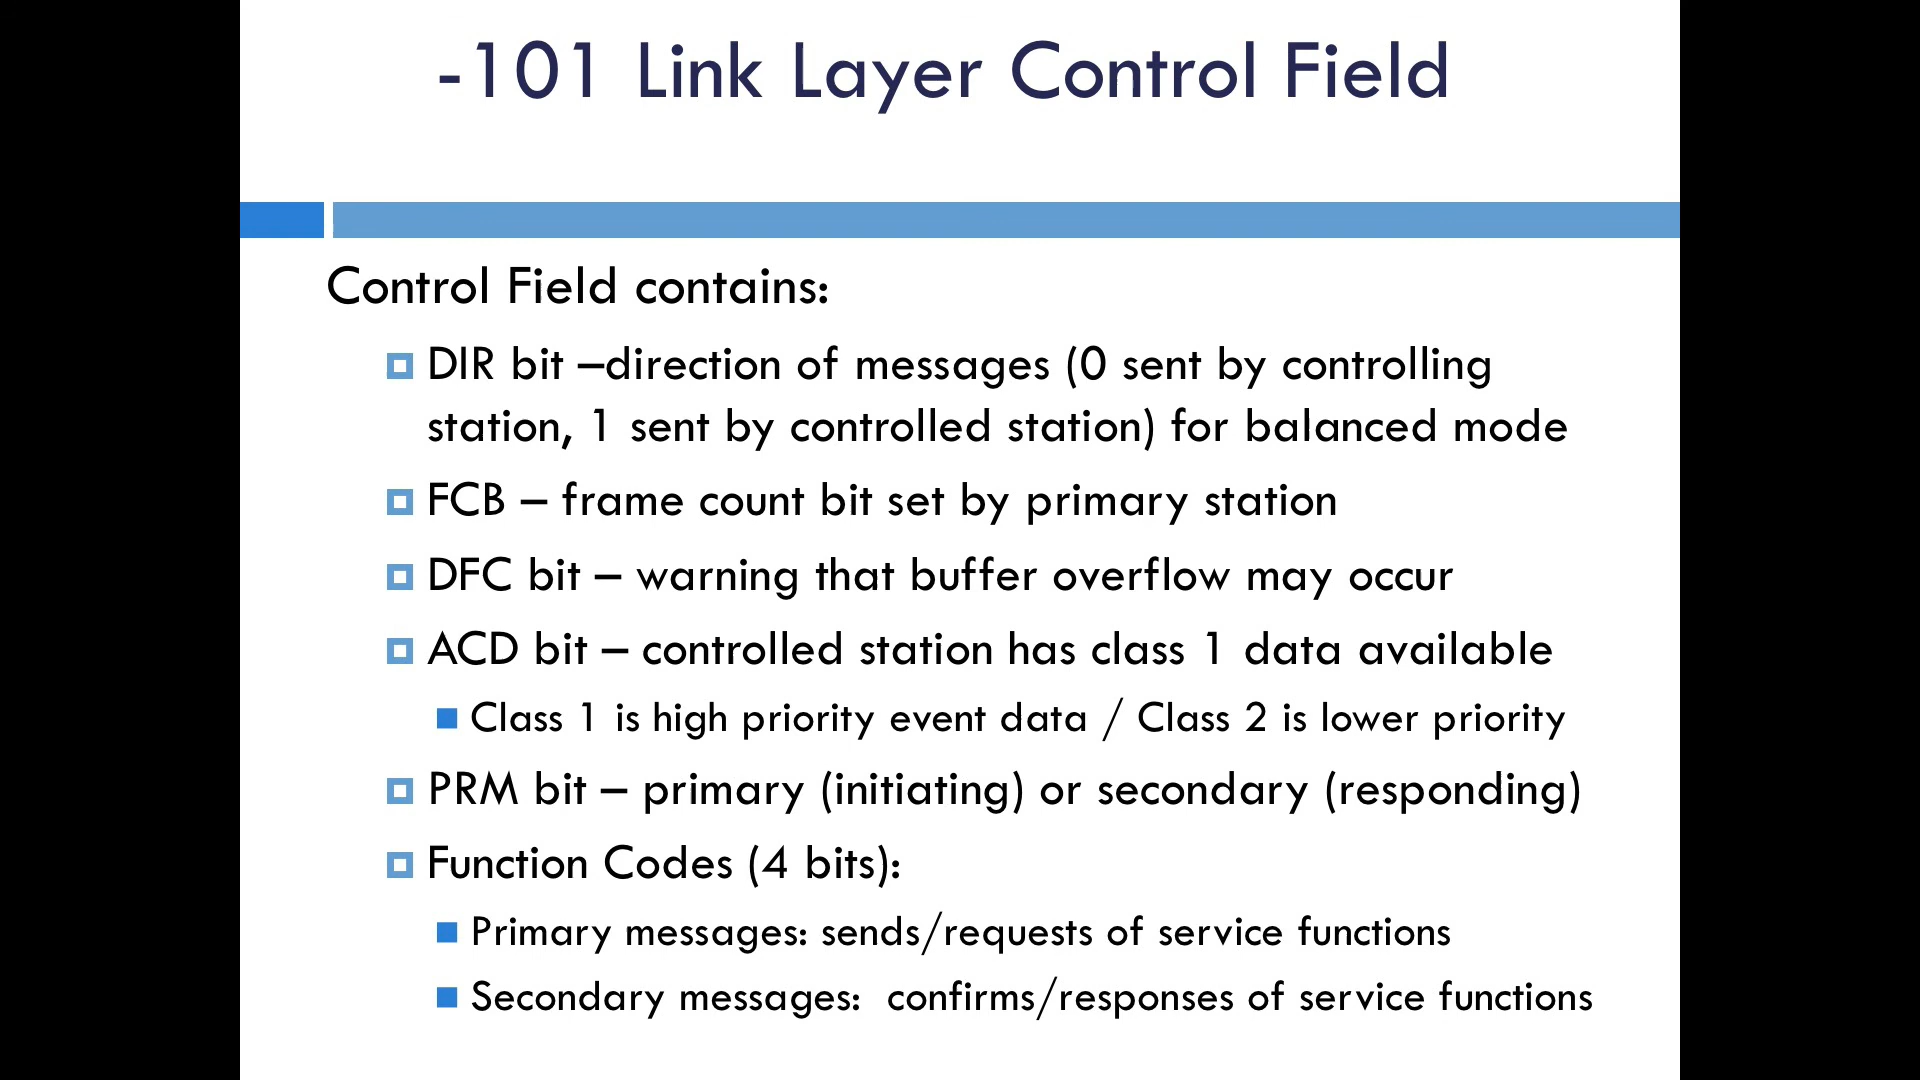 -101 Link Layer Control Field
Control Field contains:
DIR bit –direction of messages (0 sent by controlling
station, 1 sent by controlled station) for balanced mode
FCB – frame count bit set by primary station
DFC bit – warning that buffer overflow may occur
ACD bit – controlled station has class 1 data available
Class 1 is high priority event data / Class 2 is lower priority
PRM bit – primary (initiating) or secondary (responding)
Function Codes (4 bits):
Primary messages: sends/requests of service functions
Secondary messages:  confirms/responses of service functions